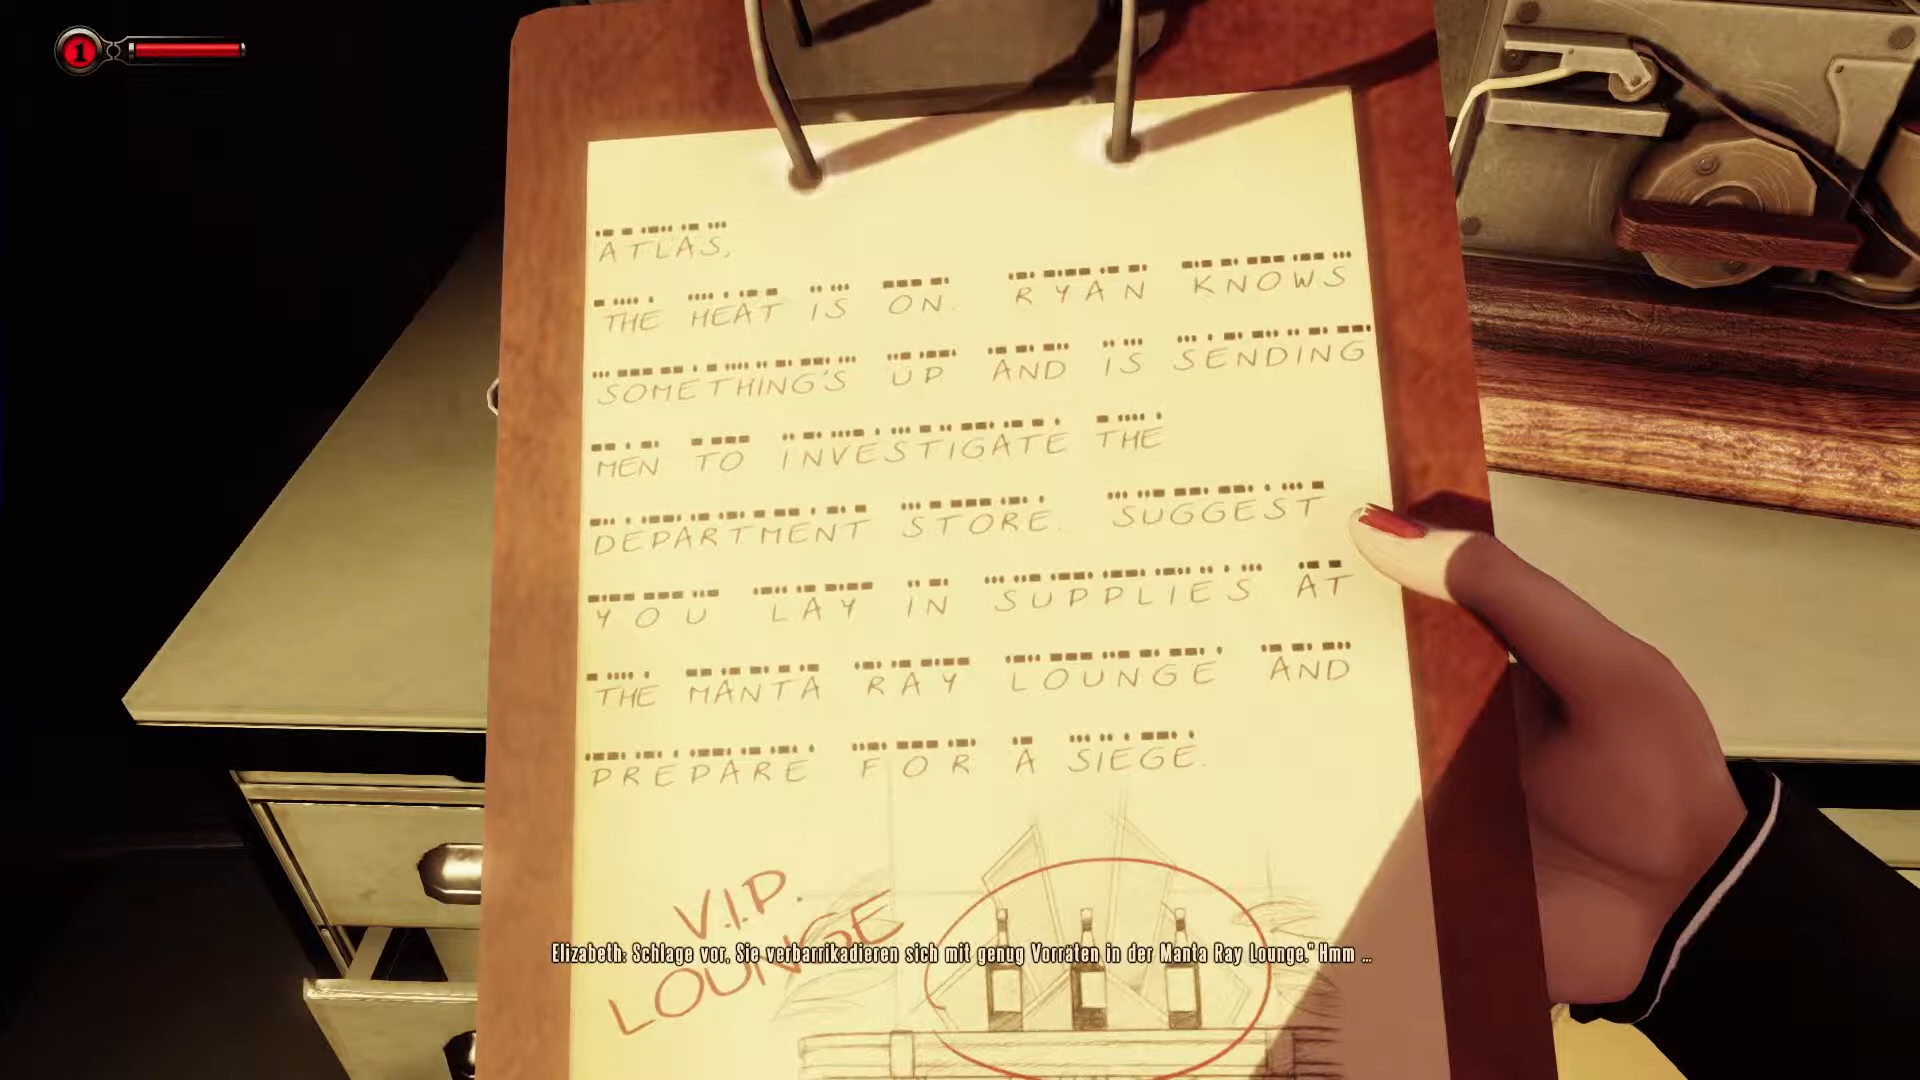 1
ATLAS,
THE HEAT IS ON. RYAN KNOWS
SOMETHING'S UP AND IS SENDING
MEN TO INVESTIGATE THE
DEPARTMENT STORE. SUGGEST
YOU LAY IN SUPPLIES AT
THE MANTA RAY LOUNGE AND
PREPARE FOR A SIEGE.
V.I.P.
LOUNGE
Elizabeth: Schlage vor, Sie verbarrikadieren sich mit genug Vorräten in der Manta Ray Lounge." Hmm ...